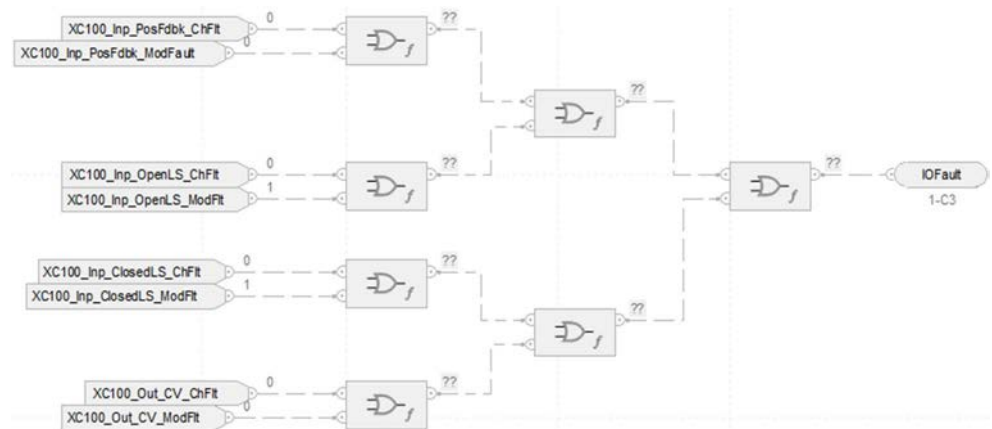 0
??
XC100_Inp_PosFdbk_ChFlt
0
XC100_Inp_PosFdbk_ModFault
f
??
f
0
??
??
XC100_Inp_OpenLS_ChFlt
IOFault
1
XC100_Inp_OpenLS_ModFlt
f
f
1-C3
0
??
XC100_Inp_ClosedLS_ChFlt
1
XC100_Inp_ClosedLS_ModFlt
f
??
f
0
??
XC100_Out_CV_ChFlt
0
XC100_Out_CV_ModFlt
f